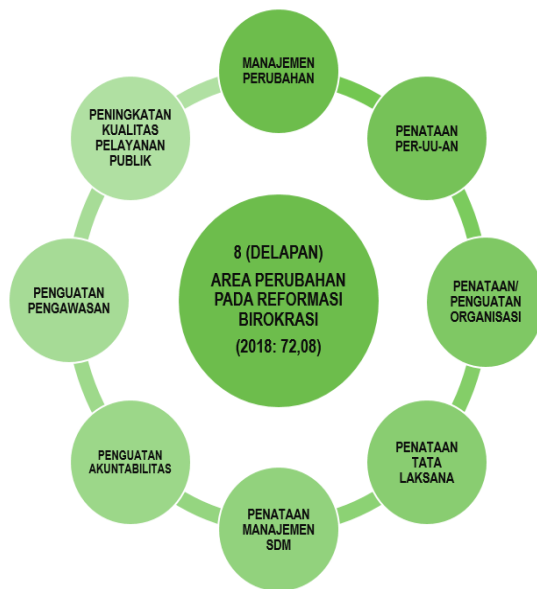 MANAJEMEN
PERUBAHAN
PENATAAN
PER-UU-AN
PENATAAN/
PENGUATAN
ORGANISASI
PENATAAN
TATA
LAKSANA
PENATAAN
MANAJEMEN
SDM
PENGUATAN
AKUNTABILITAS
PENGUATAN
PENGAWASAN
PENINGKATAN
KUALITAS
PELAYANAN
PUBLIK
8 (DELAPAN)
AREA PERUBAHAN
PADA REFORMASI
BIROKRASI
(2018: 72,08)